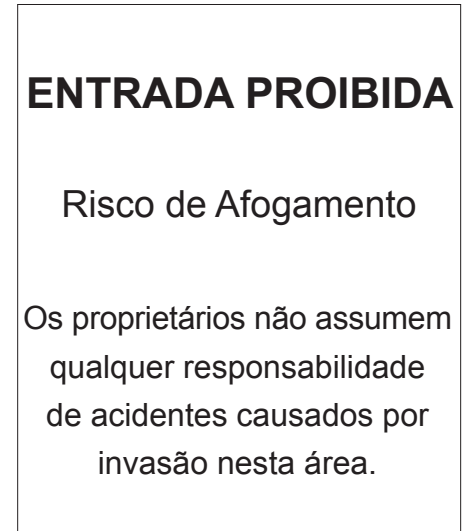 ENTRADA PROIBIDA
Risco de Afogamento
Os proprietários não assumem
qualquer responsabilidade
de acidentes causados por
invasão nesta área.